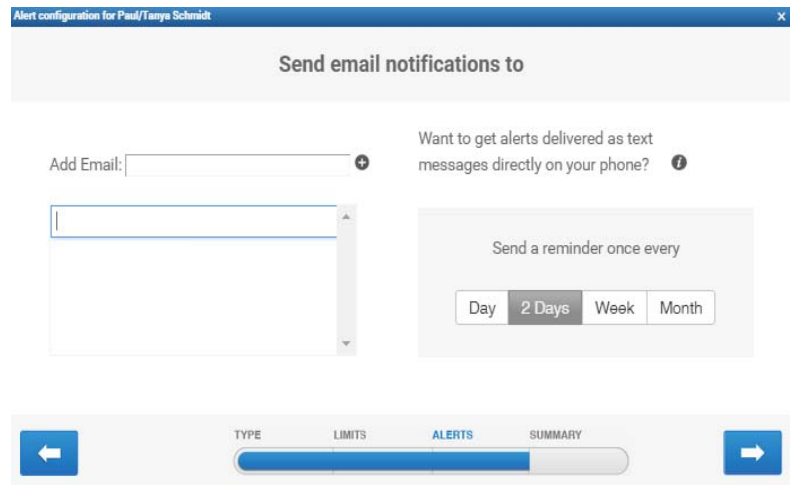 Alert configuration for Paul/Tanya Schmidt
X
Send email notifications to
Add Email:
Want to get alerts delivered as text
messages directly on your phone?
Send a reminder once every
Day 2 Days Week Month
TYPE LIMITS ALERTS SUMMARY